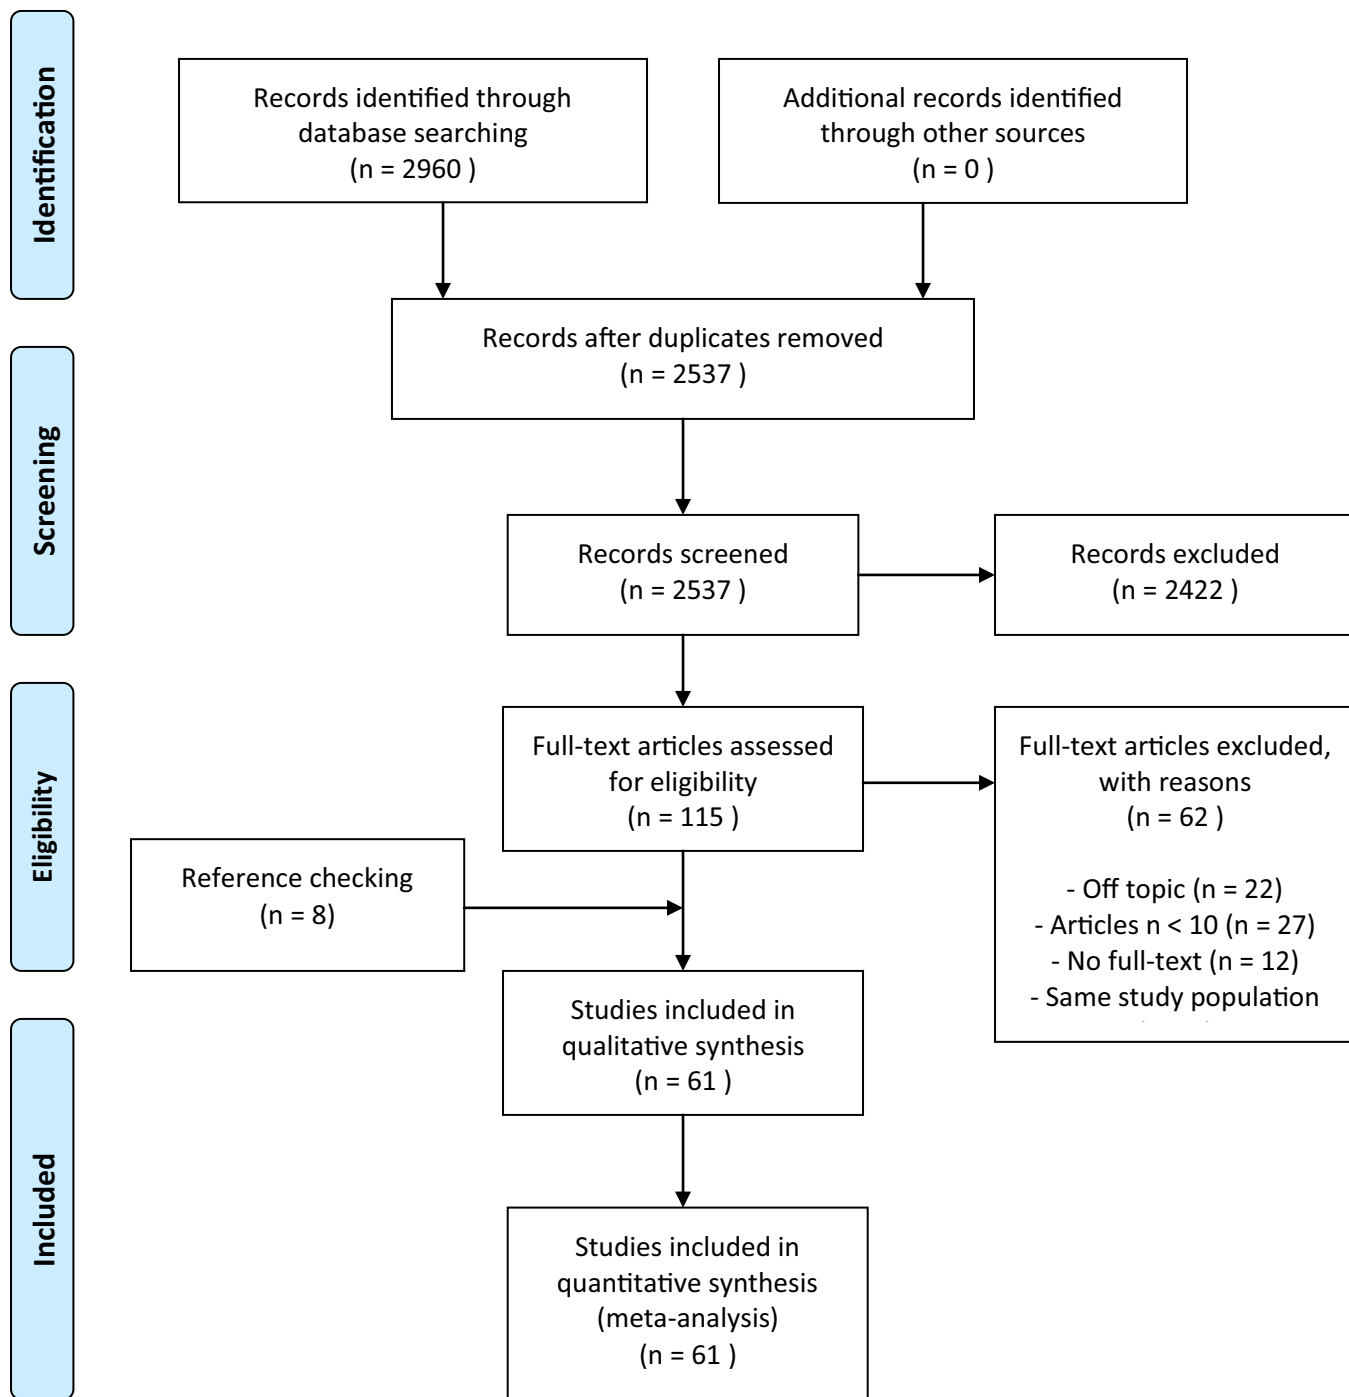 Identification
Records identified through
database searching
(n = 2960 )
Additional records identified
through other sources
(n = 0 )
Records after duplicates removed
(n = 2537 )
Screening
Records screened
(n = 2537 )
Records excluded
(n = 2422 )
Eligibility
Full-text articles assessed
for eligibility
(n = 115 )
Full-text articles excluded,
with reasons
(n = 62 )
- Off topic (n = 22)
- Articles n < 10 (n = 27)
- No full-text (n = 12)
- Same study population
Reference checking
(n = 8)
Studies included in
qualitative synthesis
(n = 61 )
Included
Studies included in
quantitative synthesis
(meta-analysis)
(n = 61 )